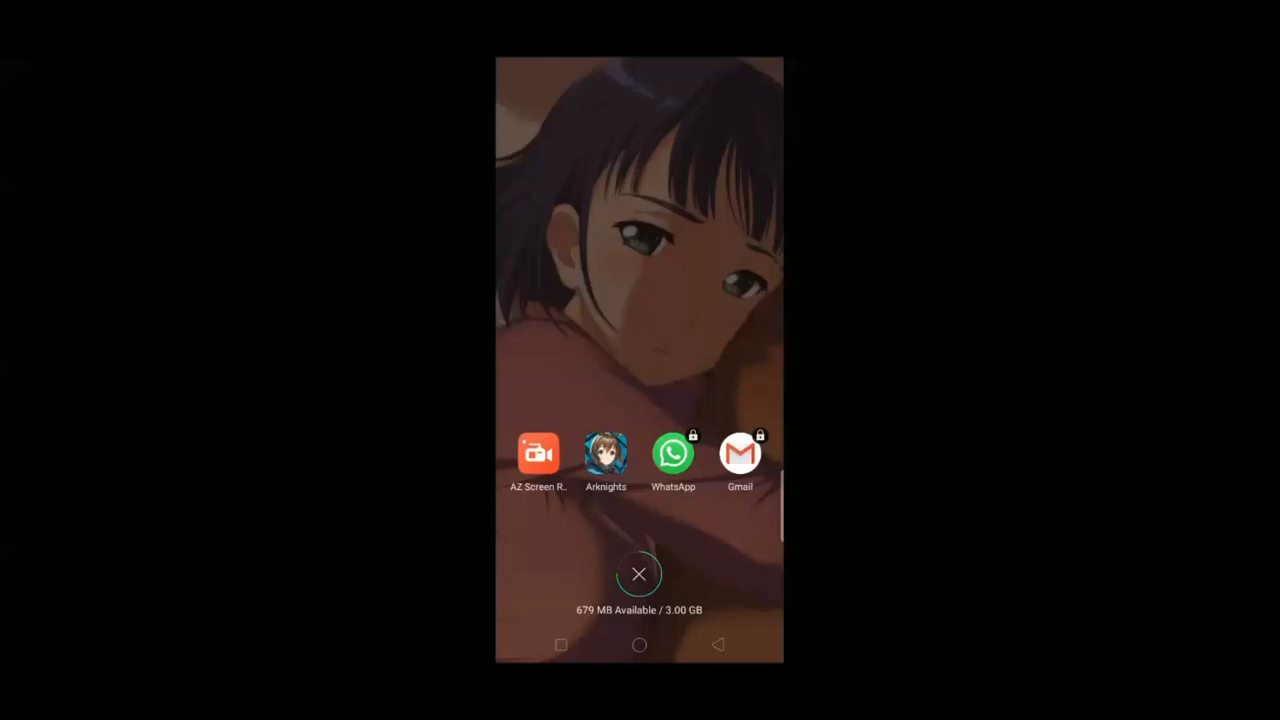 AZ Screen R..
Arknights
WhatsApp
Gmail
679 MB Available / 3.00 GB